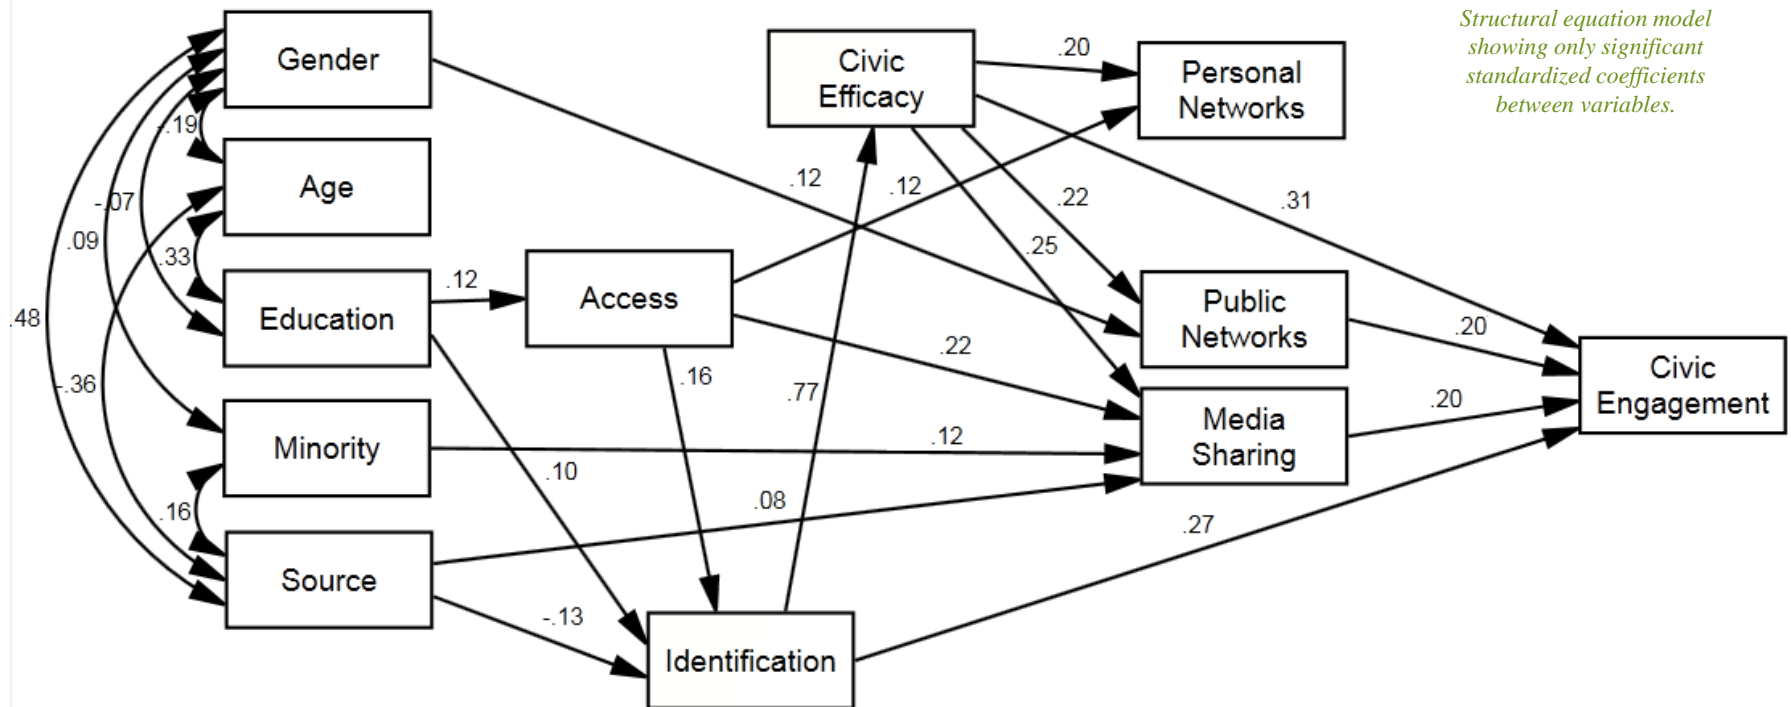 Structural equation model
showing only significant
standardized coefficients
between variables.
Gender
Age
Education
Minority
Source
Access
Identification
Civic
Efficacy
Personal
Networks
Public
Networks
Media
Sharing
Civic
Engagement
-.19
-.07
.09
.33
.48
-.36
.16
.12
.10
.12
.08
-.13
.12
.12
.22
.16
.77
.20
.22
.25
.31
.20
.20
.27